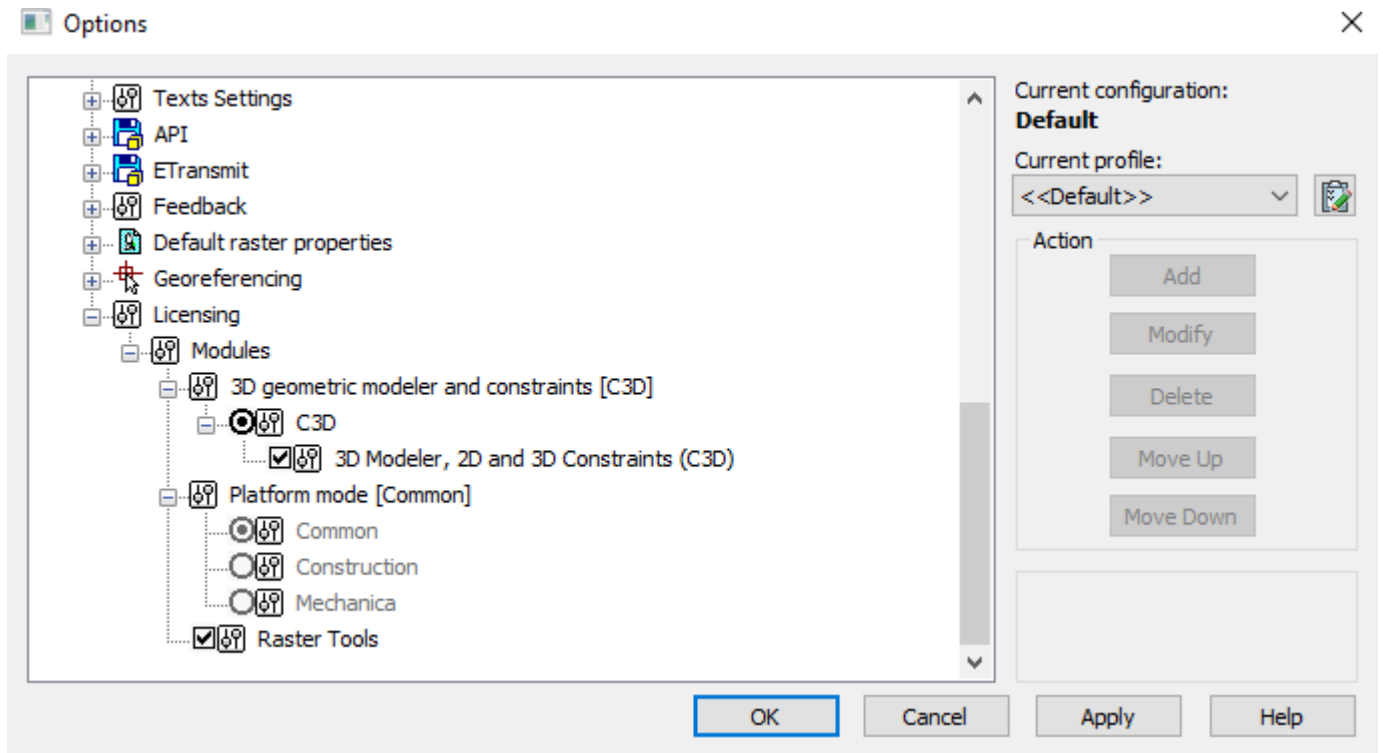 Options
Texts Settings
API
ETransmit
Feedback
Default raster properties
Georeferencing
Licensing
Modules
3D geometric modeler and constraints [C3D]
C3D
3D Modeler, 2D and 3D Constraints (C3D)
Platform mode [Common]
Common
Construction
Mechanica
Raster Tools
Current configuration:
Default
Current profile:
<<Default>>
Action
Add
Modify
Delete
Move Up
Move Down
OK
Cancel
Apply
Help